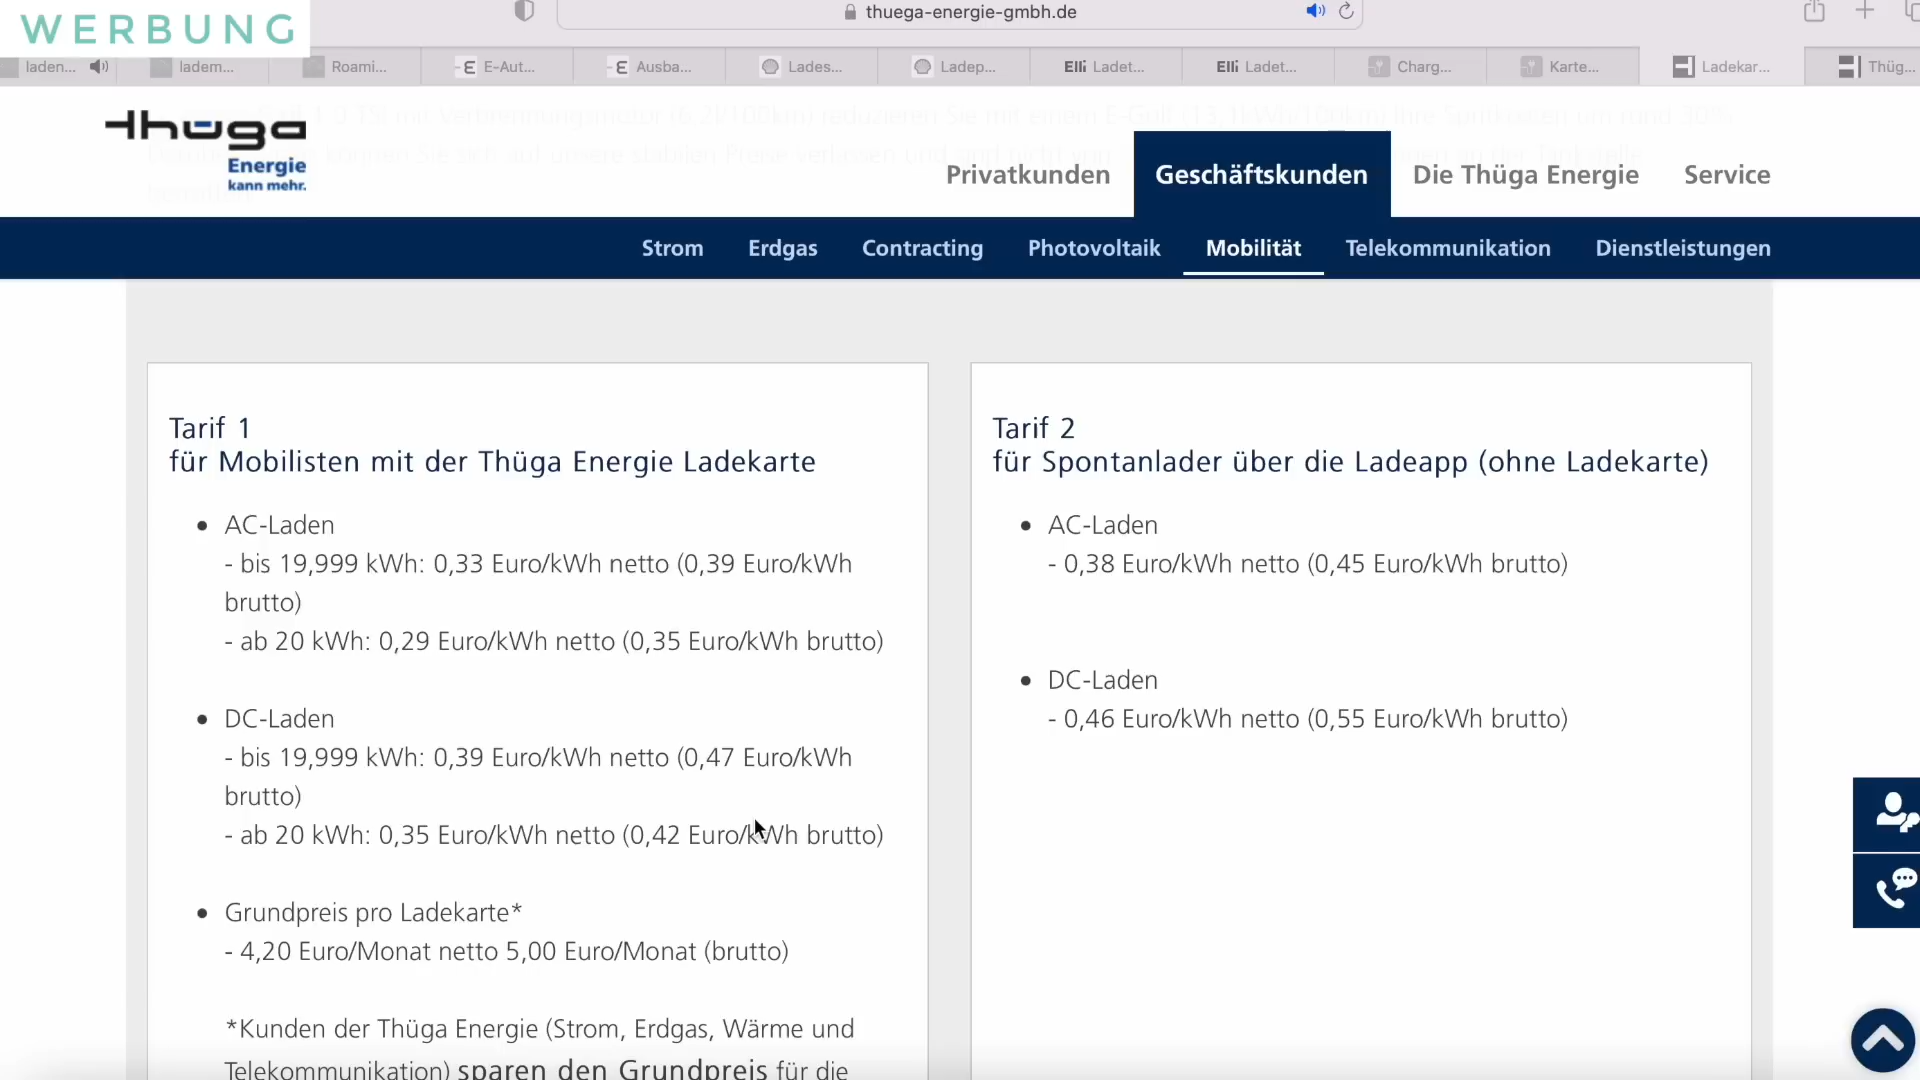 WERBUNG
thuega-energie-gmbh.de
laden...
ladem...
Roami...
E-Aut...
Ausba...
Lades...
Ladep...
Elli Ladet...
Elli Ladet...
Charg...
Karte...
Ladekar...
Thüg...
thüga
Energie
kann mehr.
Privatkunden
Geschäftskunden
Die Thüga Energie
Service
Strom
Erdgas
Contracting
Photovoltaik
Mobilität
Telekommunikation
Dienstleistungen
Tarif 1
für Mobilisten mit der Thüga Energie Ladekarte
• AC-Laden
- bis 19,999 kWh: 0,33 Euro/kWh netto (0,39 Euro/kWh
brutto)
- ab 20 kWh: 0,29 Euro/kWh netto (0,35 Euro/kWh brutto)
• DC-Laden
- bis 19,999 kWh: 0,39 Euro/kWh netto (0,47 Euro/kWh
brutto)
- ab 20 kWh: 0,35 Euro/kWh netto (0,42 Euro/kWh brutto)
• Grundpreis pro Ladekarte*
- 4,20 Euro/Monat netto 5,00 Euro/Monat (brutto)
*Kunden der Thüga Energie (Strom, Erdgas, Wärme und
Telekommunikation) sparen den Grundpreis für die
Tarif 2
für Spontanlader über die Ladeapp (ohne Ladekarte)
• AC-Laden
- 0,38 Euro/kWh netto (0,45 Euro/kWh brutto)
• DC-Laden
- 0,46 Euro/kWh netto (0,55 Euro/kWh brutto)